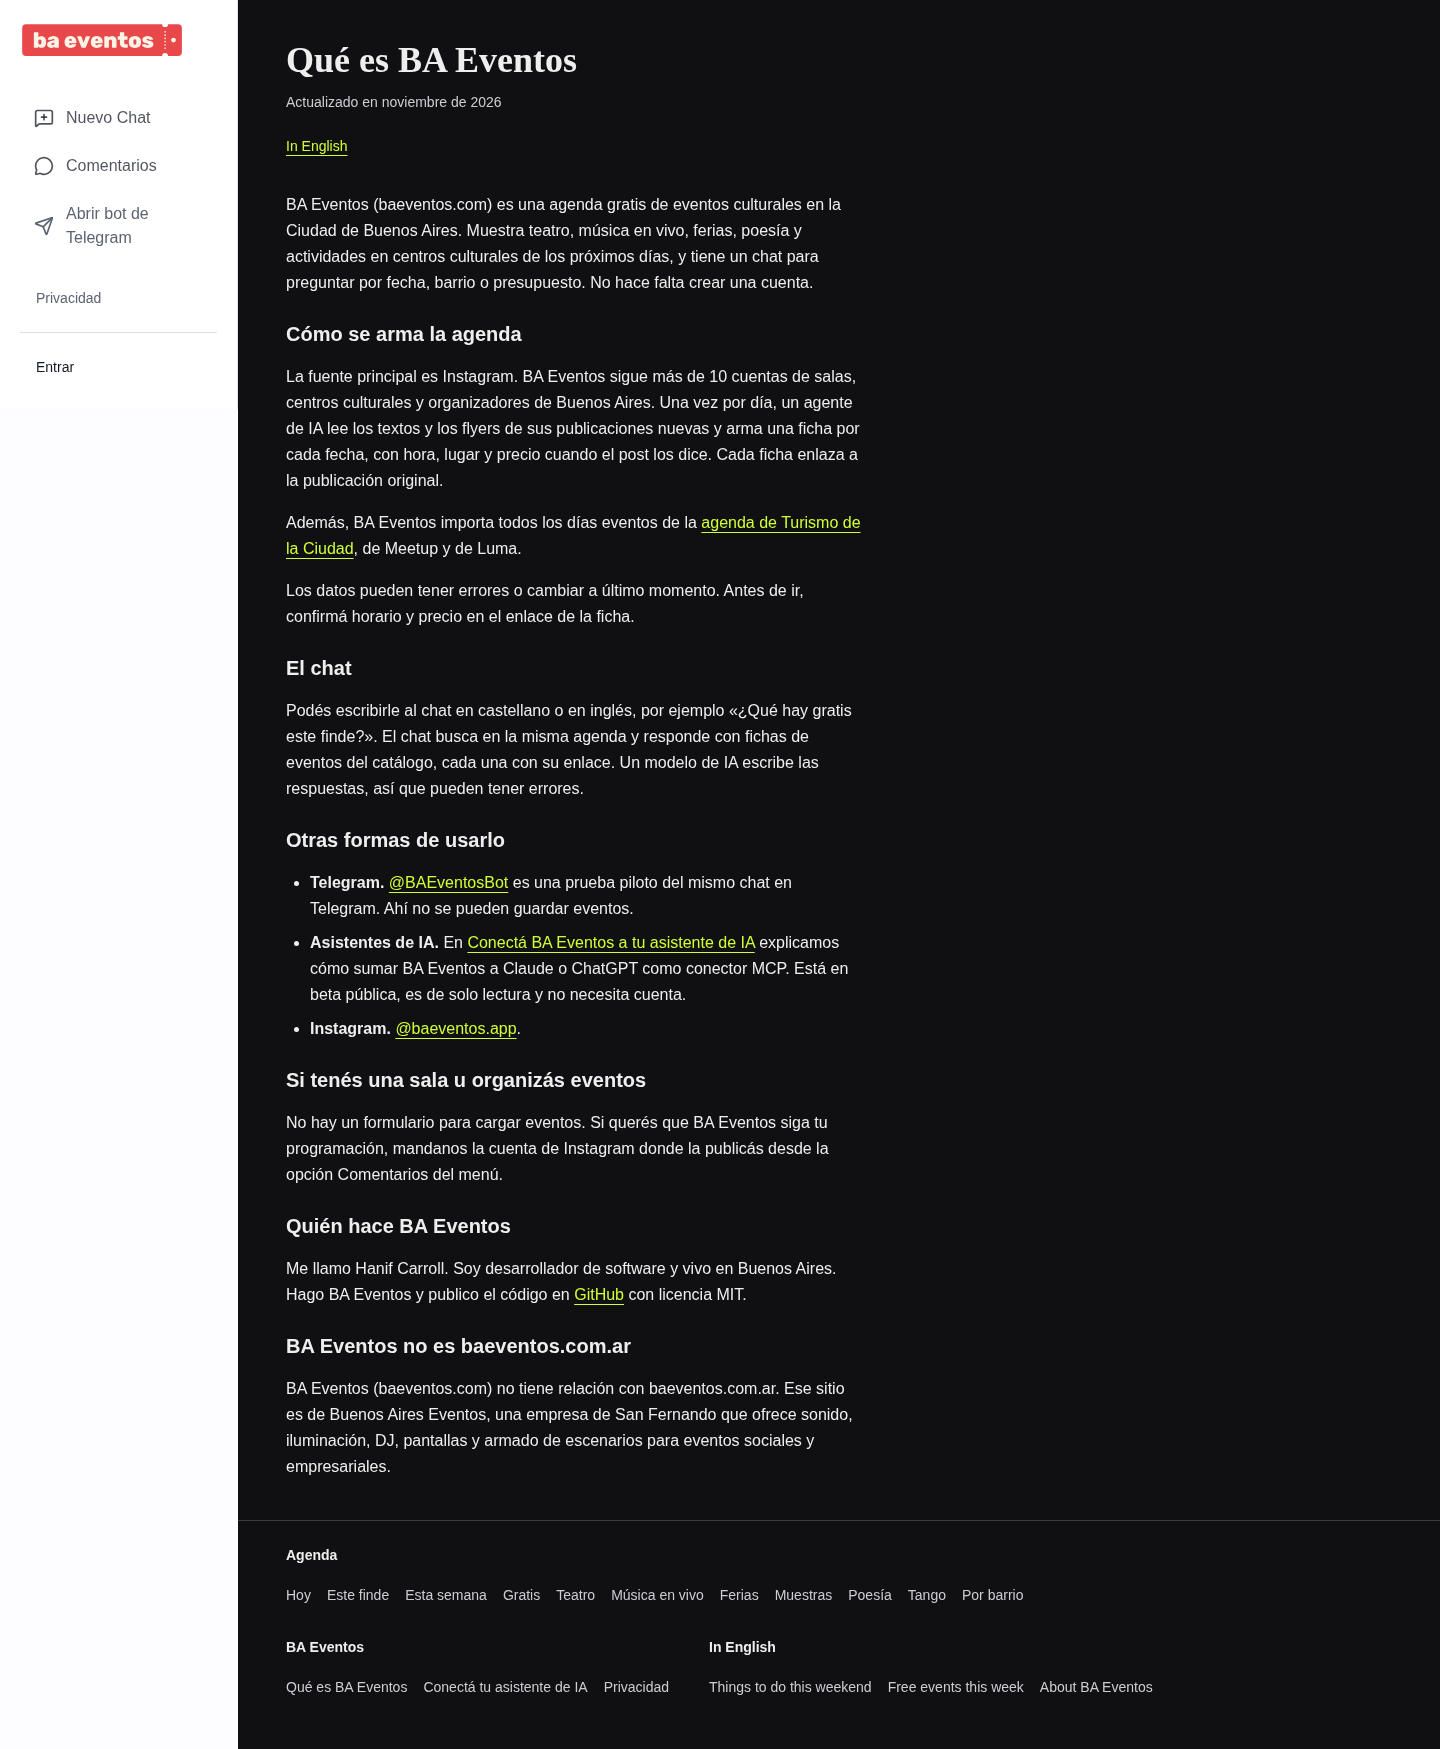 ba eventos
Nuevo Chat
Comentarios
Abrir bot de
Telegram
Privacidad
Entrar
Qué es BA Eventos
Actualizado en noviembre de 2026
In English
BA Eventos (baeventos.com) es una agenda gratis de eventos culturales en la
Ciudad de Buenos Aires. Muestra teatro, música en vivo, ferias, poesía y
actividades en centros culturales de los próximos días, y tiene un chat para
preguntar por fecha, barrio o presupuesto. No hace falta crear una cuenta.
Cómo se arma la agenda
La fuente principal es Instagram. BA Eventos sigue más de 10 cuentas de salas,
centros culturales y organizadores de Buenos Aires. Una vez por día, un agente
de IA lee los textos y los flyers de sus publicaciones nuevas y arma una ficha por
cada fecha, con hora, lugar y precio cuando el post los dice. Cada ficha enlaza a
la publicación original.
Además, BA Eventos importa todos los días eventos de la agenda de Turismo de
la Ciudad, de Meetup y de Luma.
Los datos pueden tener errores o cambiar a último momento. Antes de ir,
confirmá horario y precio en el enlace de la ficha.
El chat
Podés escribirle al chat en castellano o en inglés, por ejemplo «¿Qué hay gratis
este finde?». El chat busca en la misma agenda y responde con fichas de
eventos del catálogo, cada una con su enlace. Un modelo de IA escribe las
respuestas, así que pueden tener errores.
Otras formas de usarlo
• Telegram. @BAEventosBot es una prueba piloto del mismo chat en
Telegram. Ahí no se pueden guardar eventos.
• Asistentes de IA. En Conectá BA Eventos a tu asistente de IA explicamos
cómo sumar BA Eventos a Claude o ChatGPT como conector MCP. Está en
beta pública, es de solo lectura y no necesita cuenta.
• Instagram. @baeventos.app.
Si tenés una sala u organizás eventos
No hay un formulario para cargar eventos. Si querés que BA Eventos siga tu
programación, mandanos la cuenta de Instagram donde la publicás desde la
opción Comentarios del menú.
Quién hace BA Eventos
Me llamo Hanif Carroll. Soy desarrollador de software y vivo en Buenos Aires.
Hago BA Eventos y publico el código en GitHub con licencia MIT.
BA Eventos no es baeventos.com.ar
BA Eventos (baeventos.com) no tiene relación con baeventos.com.ar. Ese sitio
es de Buenos Aires Eventos, una empresa de San Fernando que ofrece sonido,
iluminación, DJ, pantallas y armado de escenarios para eventos sociales y
empresariales.
Agenda
Hoy Este finde Esta semana Gratis Teatro Música en vivo Ferias Muestras Poesía Tango Por barrio
BA Eventos
Qué es BA Eventos Conectá tu asistente de IA Privacidad
In English
Things to do this weekend Free events this week About BA Eventos